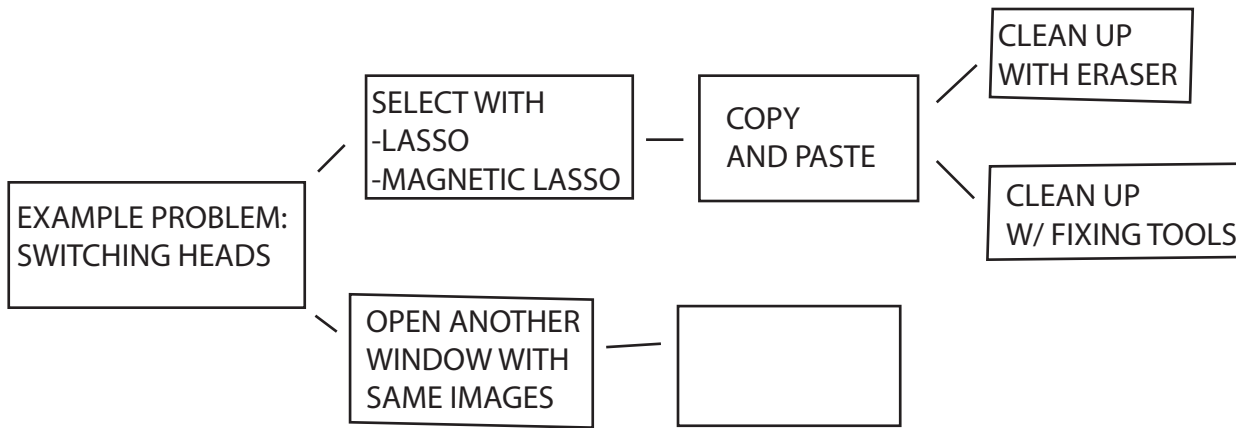 EXAMPLE PROBLEM:
SWITCHING HEADS
SELECT WITH
-LASSO
-MAGNETIC LASSO
COPY
AND PASTE
CLEAN UP
WITH ERASER
CLEAN UP
W/ FIXING TOOLS
OPEN ANOTHER
WINDOW WITH
SAME IMAGES